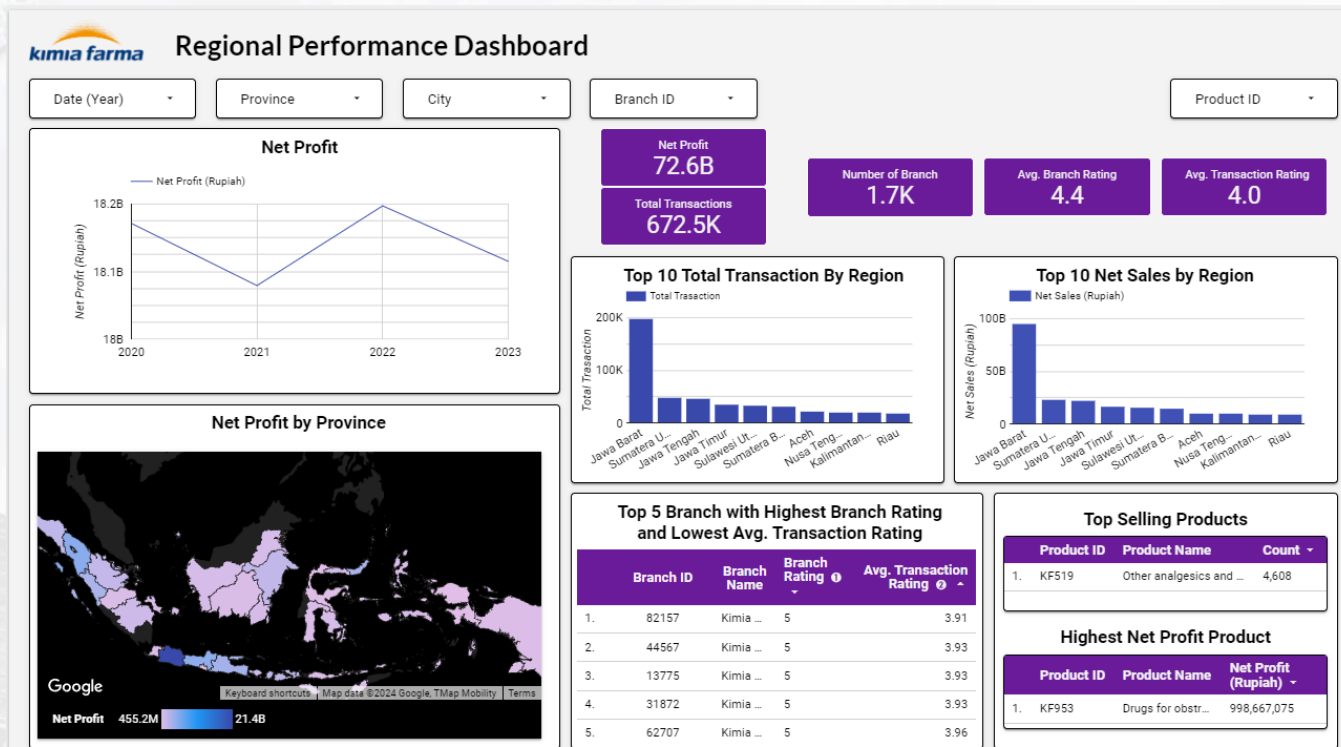 kimia farma
Regional Performance Dashboard
Date (Year)
Province
City
Branch ID
Product ID
Net Profit
Net Profit (Rupiah)
18.2B
18.1B
18B
Net Profit (Rupiah)
2020
2021
2022
2023
Net Profit
72.6B
Total Transactions
672.5K
Number of Branch
1.7K
Avg. Branch Rating
4.4
Avg. Transaction Rating
4.0
Top 10 Total Transaction By Region
Total Trasaction
200K
100K
0
Total Trasaction
Jawa Barat
Sumatera U...
Jawa Tengah
Jawa Timur
Sulawesi Ut...
Sumatera B...
Aceh
Nusa Teng...
Kalimantan...
Riau
Top 10 Net Sales by Region
Net Sales (Rupiah)
100B
50B
0
Net Sales (Rupiah)
Jawa Barat
Sumatera U...
Jawa Tengah
Jawa Timur
Sulawesi Ut...
Sumatera B...
Aceh
Nusa Teng...
Kalimantan...
Riau
Net Profit by Province
Google
Keyboard shortcuts
Map data ©2024 Google, TMap Mobility
Terms
Net Profit 455.2M 21.4B
Top 5 Branch with Highest Branch Rating
and Lowest Avg. Transaction Rating
Branch ID Branch Name Branch Rating ❶ Avg. Transaction Rating ❷
1. 82157 Kimia ... 5 3.91
2. 44567 Kimia ... 5 3.93
3. 13775 Kimia ... 5 3.93
4. 31872 Kimia ... 5 3.93
5. 62707 Kimia ... 5 3.96
Top Selling Products
Product ID Product Name Count
1. KF519 Other analgesics and ... 4,608
Highest Net Profit Product
Product ID Product Name Net Profit (Rupiah)
1. KF953 Drugs for obstr... 998,667,075